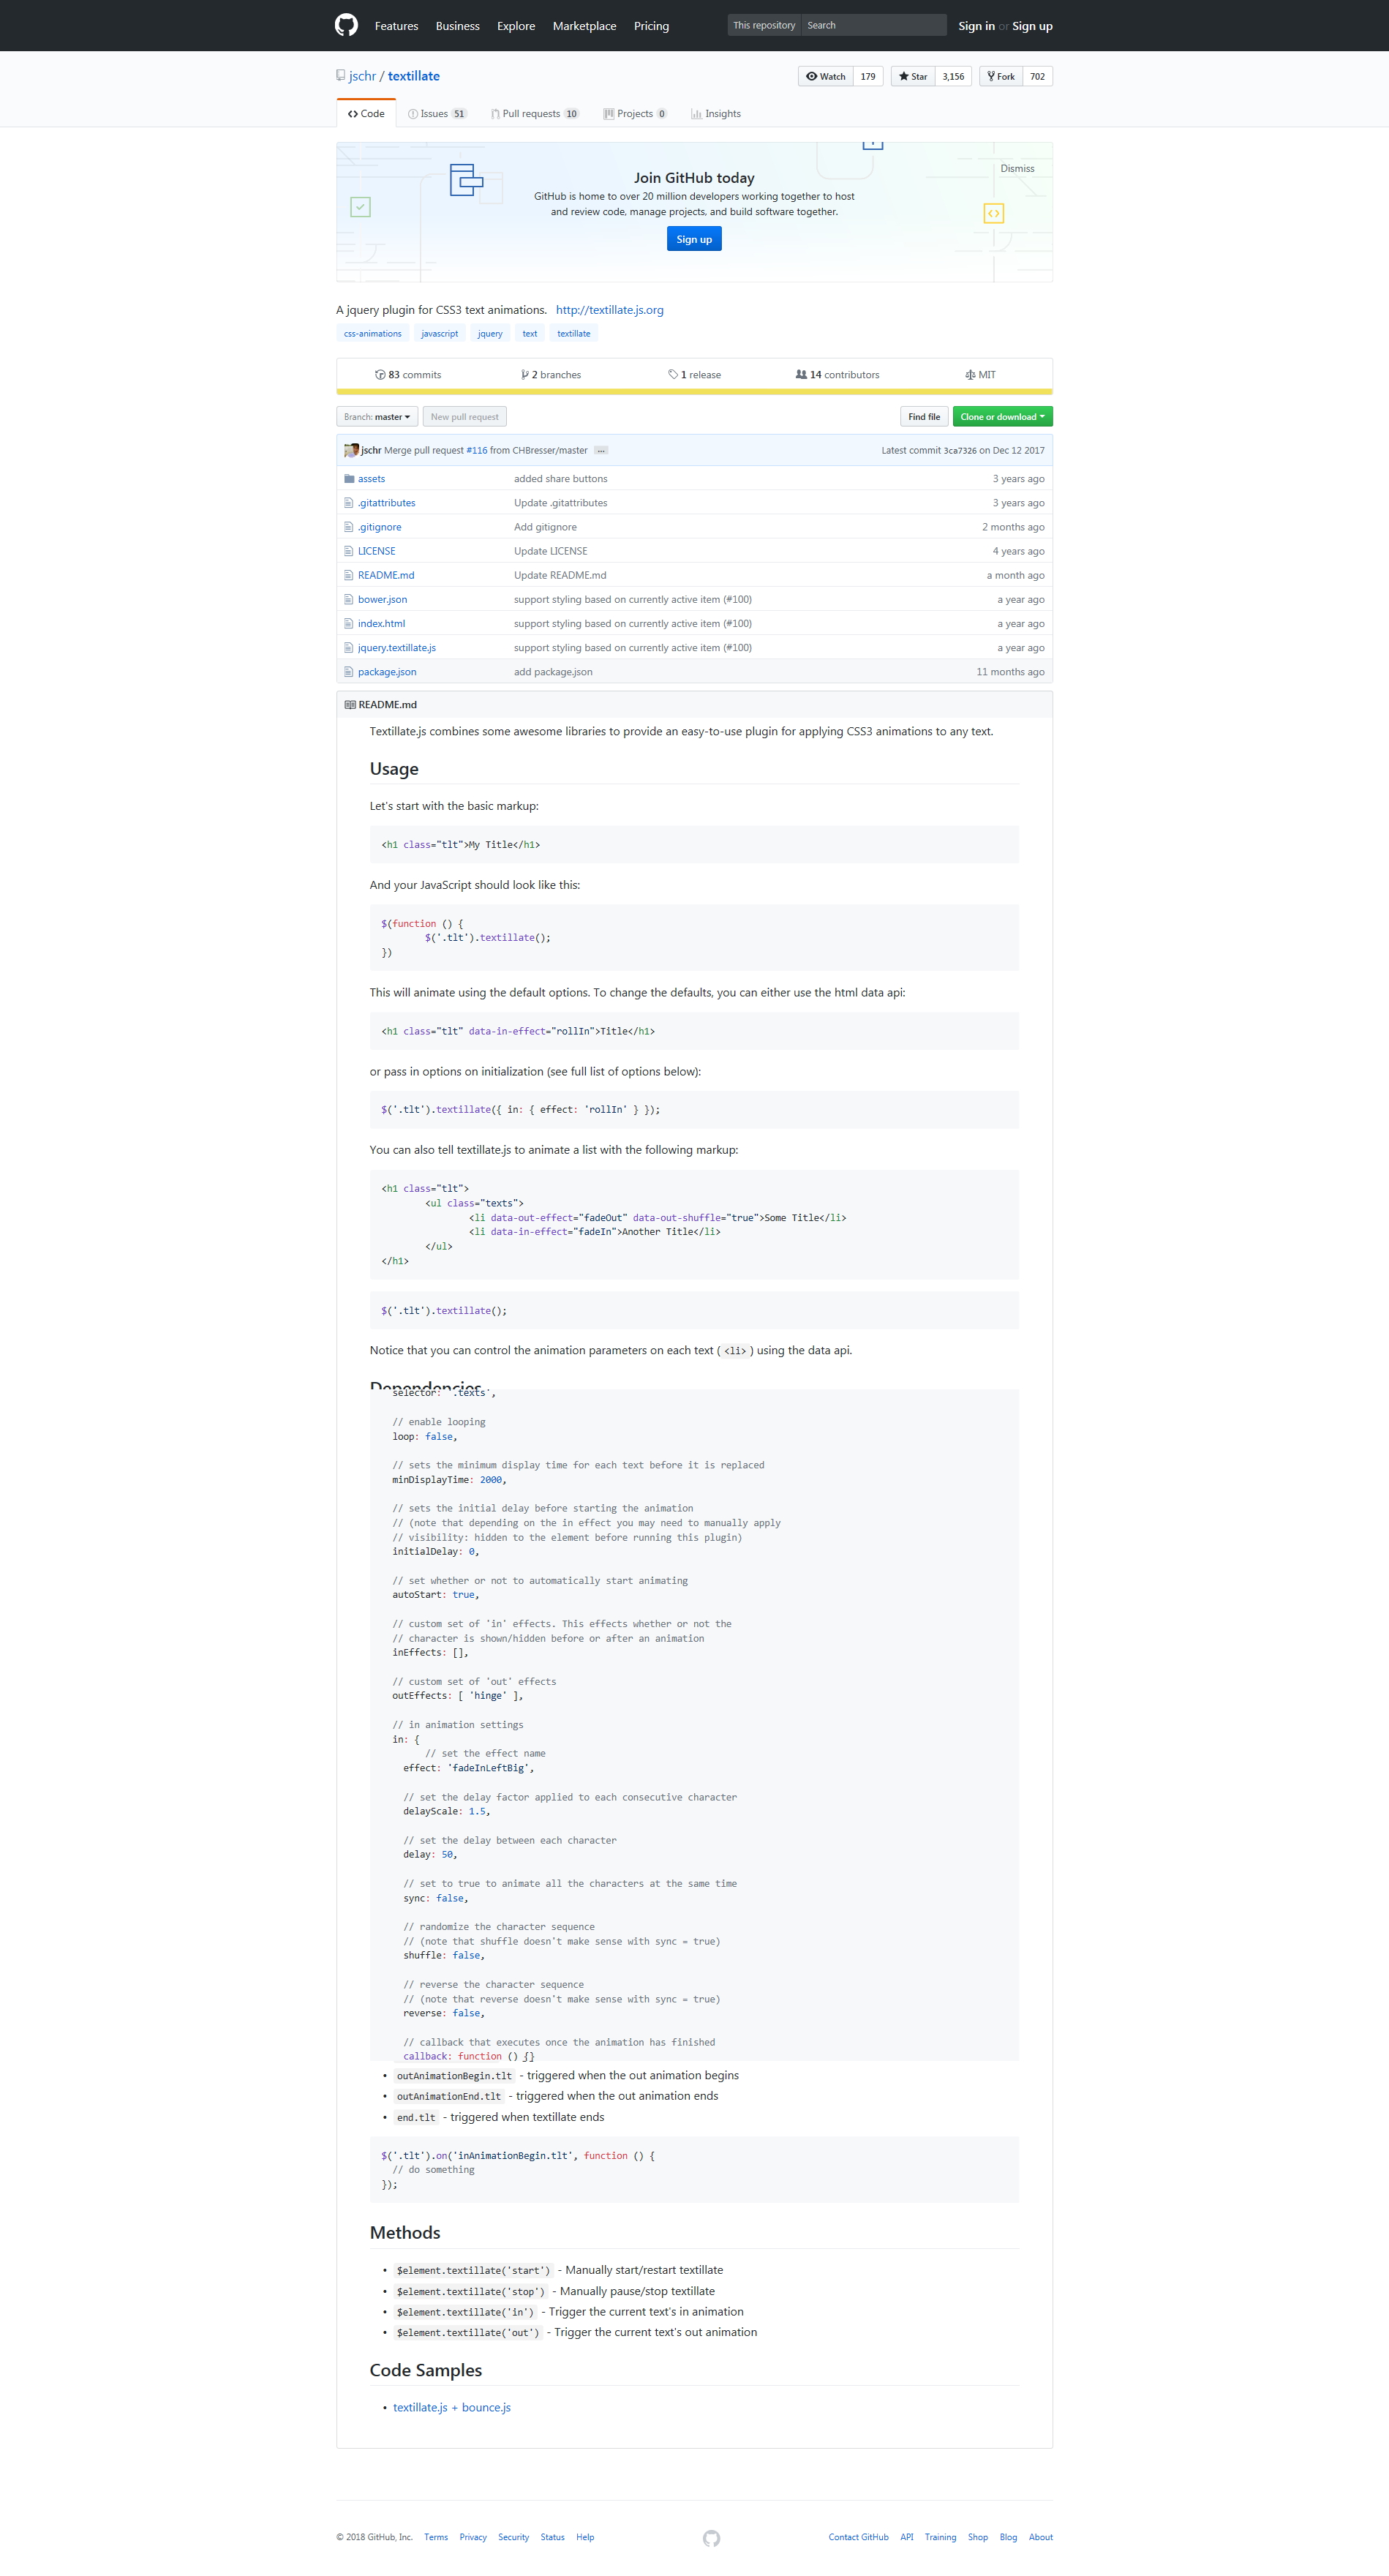 Features Business Explore Marketplace Pricing This repository Search Sign in or Sign up
jschr / textillate Watch 179 Star 3,156 Fork 702
Code Issues 51 Pull requests 10 Projects 0 Insights
Dismiss
Join GitHub today
GitHub is home to over 20 million developers working together to host
and review code, manage projects, and build software together.
Sign up
A jquery plugin for CSS3 text animations. http://textillate.js.org
css-animations javascript jquery text textillate
83 commits 2 branches 1 release 14 contributors MIT
Branch: master New pull request Find file Clone or download
jschr Merge pull request #116 from CHBresser/master ... Latest commit 3ca7326 on Dec 12 2017
assets added share buttons 3 years ago
.gitattributes Update .gitattributes 3 years ago
.gitignore Add gitignore 2 months ago
LICENSE Update LICENSE 4 years ago
README.md Update README.md a month ago
bower.json support styling based on currently active item (#100) a year ago
index.html support styling based on currently active item (#100) a year ago
jquery.textillate.js support styling based on currently active item (#100) a year ago
package.json add package.json 11 months ago
README.md
Textillate.js combines some awesome libraries to provide an easy-to-use plugin for applying CSS3 animations to any text.
Usage
Let's start with the basic markup:
<h1 class="tlt">My Title</h1>
And your JavaScript should look like this:
$(function () {
$('.tlt').textillate();
})
This will animate using the default options. To change the defaults, you can either use the html data api:
<h1 class="tlt" data-in-effect="rollIn">Title</h1>
or pass in options on initialization (see full list of options below):
$('.tlt').textillate({ in: { effect: 'rollIn' } });
You can also tell textillate.js to animate a list with the following markup:
<h1 class="tlt">
<ul class="texts">
<li data-out-effect="fadeOut" data-out-shuffle="true">Some Title</li>
<li data-in-effect="fadeIn">Another Title</li>
</ul>
</h1>
$('.tlt').textillate();
Notice that you can control the animation parameters on each text ( <li> ) using the data api.
Dependencies
selector: '.texts',
// enable looping
loop: false,
// sets the minimum display time for each text before it is replaced
minDisplayTime: 2000,
// sets the initial delay before starting the animation
// (note that depending on the in effect you may need to manually apply
// visibility: hidden to the element before running this plugin)
initialDelay: 0,
// set whether or not to automatically start animating
autoStart: true,
// custom set of 'in' effects. This effects whether or not the
// character is shown/hidden before or after an animation
inEffects: [],
// custom set of 'out' effects
outEffects: [ 'hinge' ],
// in animation settings
in: {
// set the effect name
effect: 'fadeInLeftBig',
// set the delay factor applied to each consecutive character
delayScale: 1.5,
// set the delay between each character
delay: 50,
// set to true to animate all the characters at the same time
sync: false,
// randomize the character sequence
// (note that shuffle doesn't make sense with sync = true)
shuffle: false,
// reverse the character sequence
// (note that reverse doesn't make sense with sync = true)
reverse: false,
// callback that executes once the animation has finished
callback: function () {}
• outAnimationBegin.tlt - triggered when the out animation begins
• outAnimationEnd.tlt - triggered when the out animation ends
• end.tlt - triggered when textillate ends
$('.tlt').on('inAnimationBegin.tlt', function () {
// do something
});
Methods
• $element.textillate('start') - Manually start/restart textillate
• $element.textillate('stop') - Manually pause/stop textillate
• $element.textillate('in') - Trigger the current text's in animation
• $element.textillate('out') - Trigger the current text's out animation
Code Samples
• textillate.js + bounce.js
© 2018 GitHub, Inc. Terms Privacy Security Status Help Contact GitHub API Training Shop Blog About